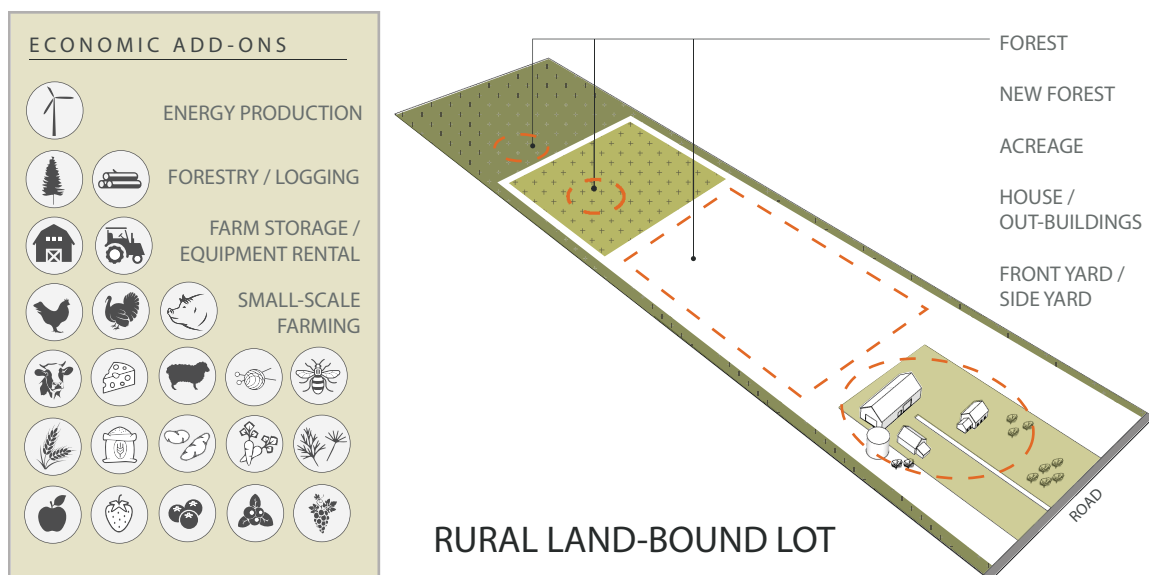 ECONOMIC ADD-ONS
ENERGY PRODUCTION
FORESTRY / LOGGING
FARM STORAGE /
EQUIPMENT RENTAL
SMALL-SCALE
FARMING
FOREST
NEW FOREST
ACREAGE
HOUSE /
OUT-BUILDINGS
FRONT YARD /
SIDE YARD
ROAD
RURAL LAND-BOUND LOT